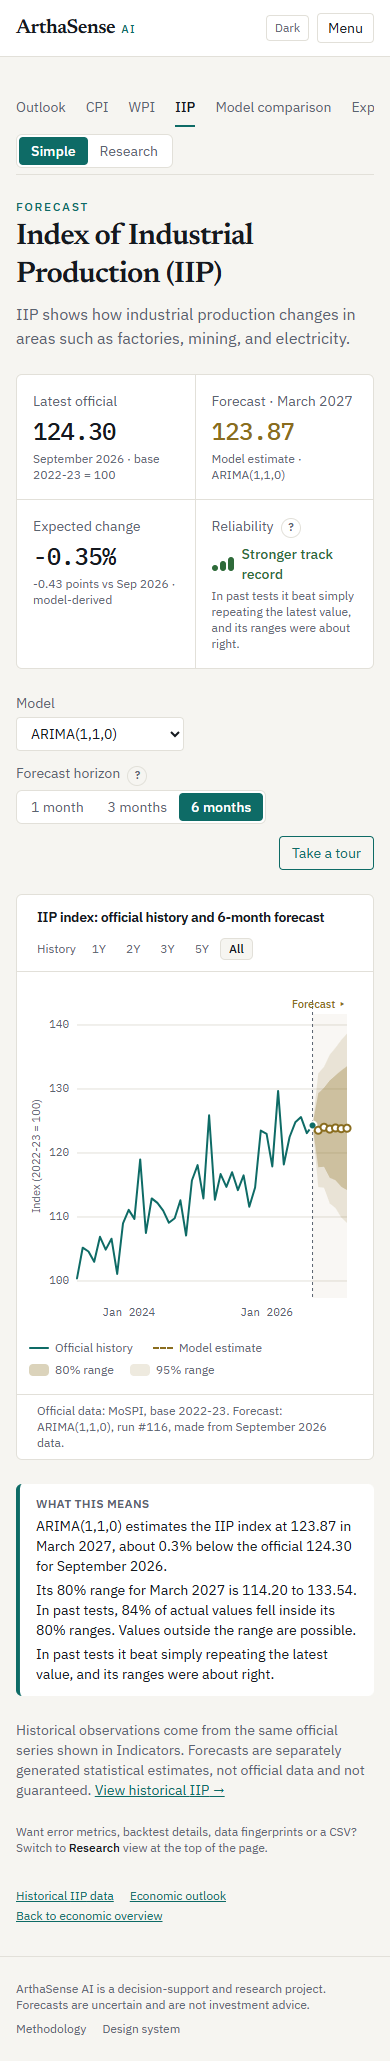 ArthaSense AI
Dark
Menu
Outlook CPI WPI IIP Model comparison Exp
Simple Research
FORECAST
Index of Industrial
Production (IIP)
IIP shows how industrial production changes in
areas such as factories, mining, and electricity.
Latest official
124.30
September 2026 · base
2022-23 = 100
Forecast · March 2027
123.87
Model estimate ·
ARIMA(1,1,0)
Expected change
-0.35%
-0.43 points vs Sep 2026 ·
model-derived
Reliability ?
Stronger track
record
In past tests it beat simply
repeating the latest value,
and its ranges were about
right.
Model
ARIMA(1,1,0)
Forecast horizon ?
1 month 3 months 6 months
Take a tour
IIP index: official history and 6-month forecast
History 1Y 2Y 3Y 5Y All
Forecast ▸
140
130
120
110
100
Index (2022-23 = 100)
Jan 2024 Jan 2026
Official history Model estimate
80% range 95% range
Official data: MoSPI, base 2022-23. Forecast:
ARIMA(1,1,0), run #116, made from September 2026
data.
WHAT THIS MEANS
ARIMA(1,1,0) estimates the IIP index at 123.87 in
March 2027, about 0.3% below the official 124.30
for September 2026.
Its 80% range for March 2027 is 114.20 to 133.54.
In past tests, 84% of actual values fell inside its
80% ranges. Values outside the range are possible.
In past tests it beat simply repeating the latest
value, and its ranges were about right.
Historical observations come from the same official
series shown in Indicators. Forecasts are separately
generated statistical estimates, not official data and not
guaranteed. View historical IIP →
Want error metrics, backtest details, data fingerprints or a CSV?
Switch to Research view at the top of the page.
Historical IIP data Economic outlook
Back to economic overview
ArthaSense AI is a decision-support and research project.
Forecasts are uncertain and are not investment advice.
Methodology Design system